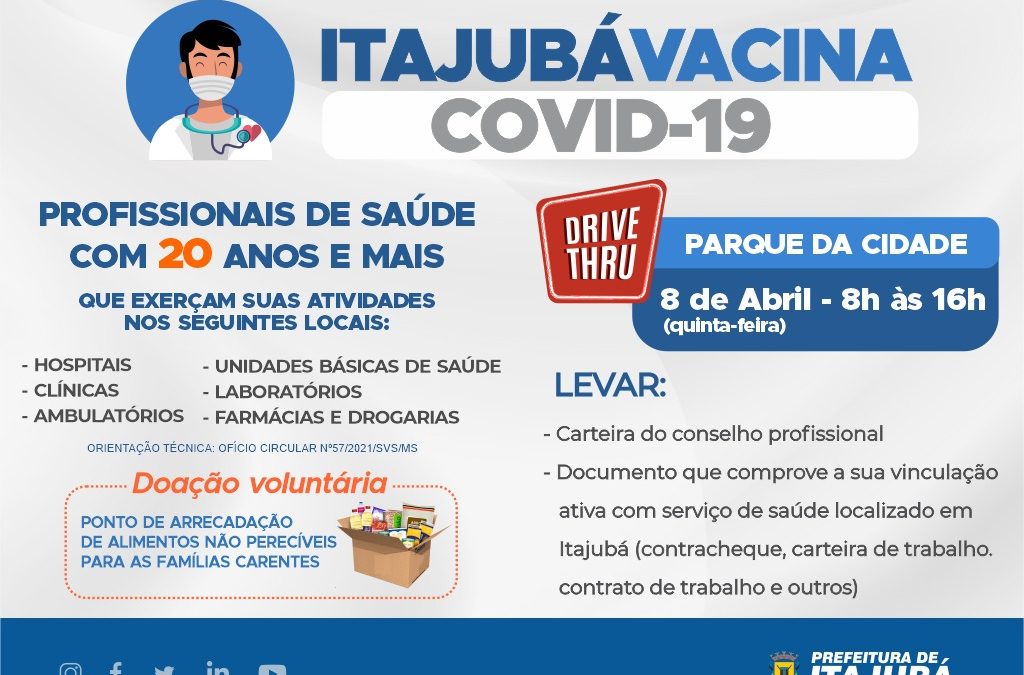 ITAJUBÁVACINA
COVID-19
PROFISSIONAIS DE SAÚDE
COM 20 ANOS E MAIS
QUE EXERÇAM SUAS ATIVIDADES
NOS SEGUINTES LOCAIS:
- HOSPITAIS
- CLÍNICAS
- AMBULATÓRIOS
- UNIDADES BÁSICAS DE SAÚDE
- LABORATÓRIOS
- FARMÁCIAS E DROGARIAS
ORIENTAÇÃO TÉCNICA: OFÍCIO CIRCULAR Nº57/2021/SVS/MS
Doação voluntária
PONTO DE ARRECADAÇÃO
DE ALIMENTOS NÃO PERECÍVEIS
PARA AS FAMÍLIAS CARENTES
DRIVE
THRU
PARQUE DA CIDADE
8 de Abril - 8h às 16h
(quinta-feira)
LEVAR:
- Carteira do conselho profissional
- Documento que comprove a sua vinculação
ativa com serviço de saúde localizado em
Itajubá (contracheque, carteira de trabalho.
contrato de trabalho e outros)
PREFEITURA DE
ITAJUBÁ